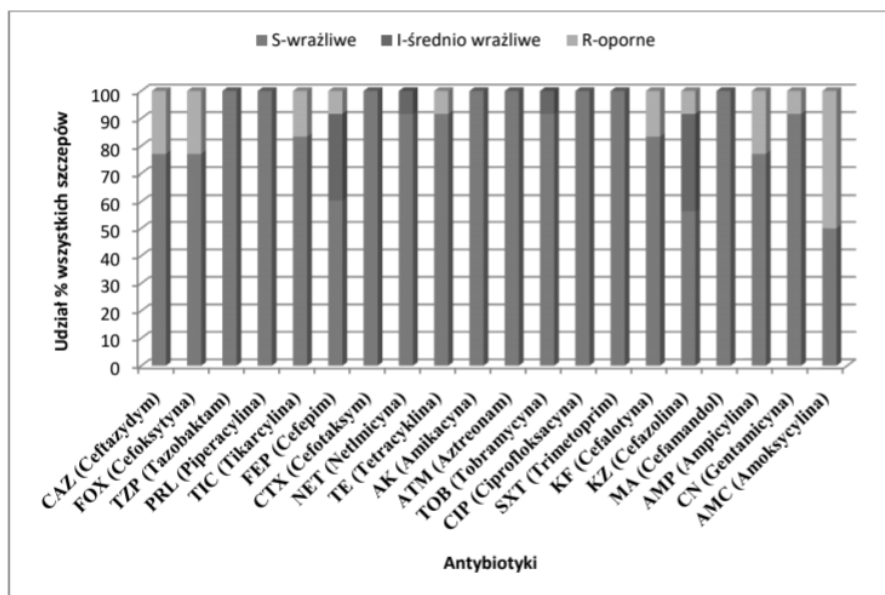 S-wrażliwe I-średnio wrażliwe R-oporne
Udział % wszystkich szczepów
100
90
80
70
60
50
40
30
20
10
0
CAZ (Ceftazydym)
FOX (Cefoksytyna)
TZP (Tazobaktam)
PRL (Piperacylina)
TIC (Tikarcylina)
FEP (Cefepim)
CTX (Cefotaksym)
NET (Netlmicyna)
TE (Tetracyklina)
AK (Amikacyna)
ATM (Aztreonam)
TOB (Tobramycyna)
CIP (Ciprofloksacyna)
SXT (Trimetoprim)
KF (Cefalotyna)
KZ (Cefazolina)
MA (Cefamandol)
AMP (Ampicylina)
CN (Gentamicyna)
AMC (Amoksycylina)
Antybiotyki